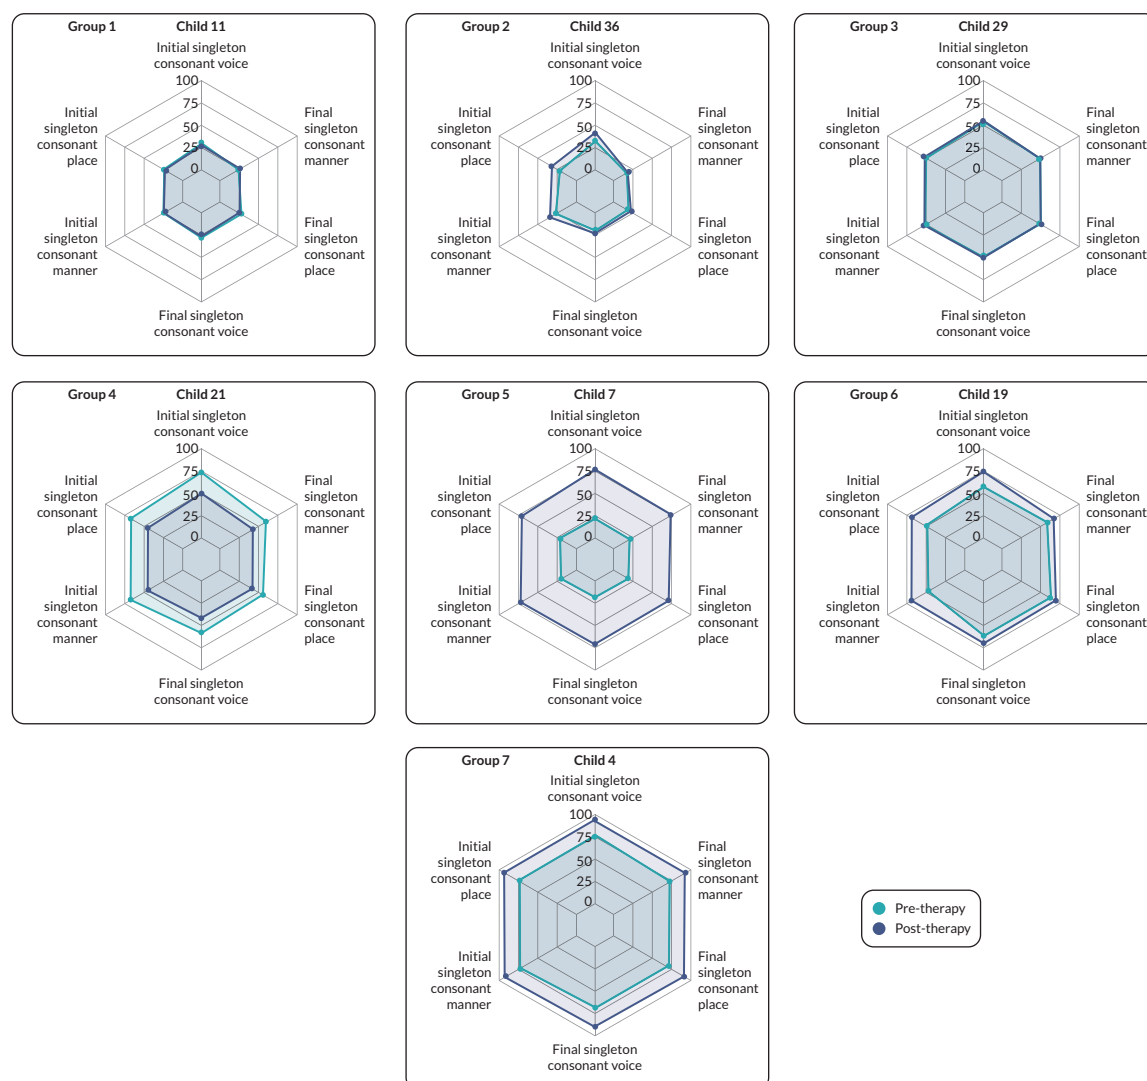 Group 1 Child 11
Initial singleton
consonant voice
100
75
50
25
0
Initial
singleton
consonant
place
Final
singleton
consonant
manner
Initial
singleton
consonant
manner
Final
singleton
consonant
place
Final singleton
consonant voice
Group 2 Child 36
Initial singleton
consonant voice
100
75
50
25
0
Initial
singleton
consonant
place
Final
singleton
consonant
manner
Initial
singleton
consonant
manner
Final
singleton
consonant
place
Final singleton
consonant voice
Group 3 Child 29
Initial singleton
consonant voice
100
75
50
25
0
Initial
singleton
consonant
place
Final
singleton
consonant
manner
Initial
singleton
consonant
manner
Final
singleton
consonant
place
Final singleton
consonant voice
Group 4 Child 21
Initial singleton
consonant voice
100
75
50
25
0
Initial
singleton
consonant
place
Final
singleton
consonant
manner
Initial
singleton
consonant
manner
Final
singleton
consonant
place
Final singleton
consonant voice
Group 5 Child 7
Initial singleton
consonant voice
100
75
50
25
0
Initial
singleton
consonant
place
Final
singleton
consonant
manner
Initial
singleton
consonant
manner
Final
singleton
consonant
place
Final singleton
consonant voice
Group 6 Child 19
Initial singleton
consonant voice
100
75
50
25
0
Initial
singleton
consonant
place
Final
singleton
consonant
manner
Initial
singleton
consonant
manner
Final
singleton
consonant
place
Final singleton
consonant voice
Group 7 Child 4
Initial singleton
consonant voice
100
75
50
25
0
Initial
singleton
consonant
place
Final
singleton
consonant
manner
Initial
singleton
consonant
manner
Final
singleton
consonant
place
Final singleton
consonant voice
Pre-therapy
Post-therapy